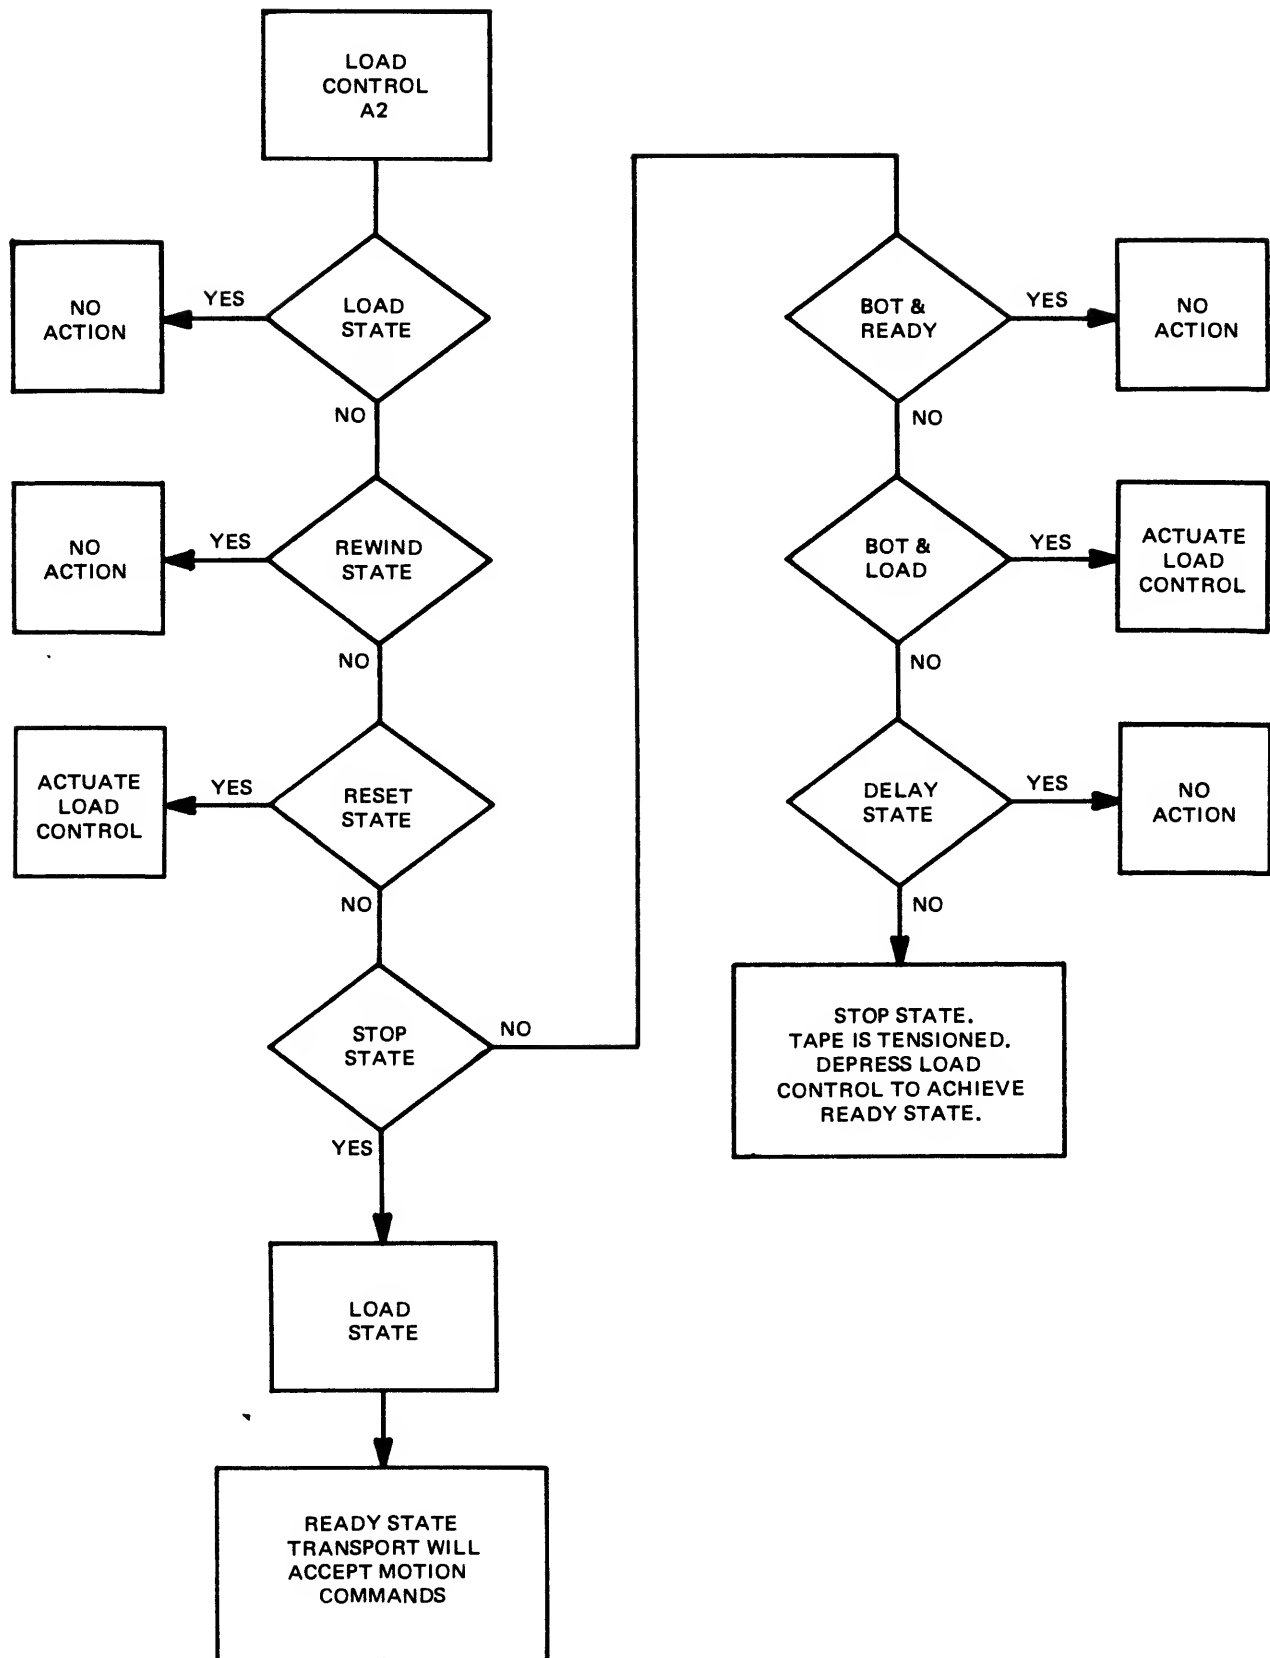 LOAD
CONTROL
A2
YES
NO
ACTION
LOAD
STATE
NO
YES
NO
ACTION
REWIND
STATE
NO
YES
ACTUATE
LOAD
CONTROL
RESET
STATE
NO
STOP
STATE
NO
YES
LOAD
STATE
READY STATE
TRANSPORT WILL
ACCEPT MOTION
COMMANDS
BOT &
READY
YES
NO
ACTION
NO
BOT &
LOAD
YES
ACTUATE
LOAD
CONTROL
NO
DELAY
STATE
YES
NO
ACTION
NO
STOP STATE.
TAPE IS TENSIONED.
DEPRESS LOAD
CONTROL TO ACHIEVE
READY STATE.